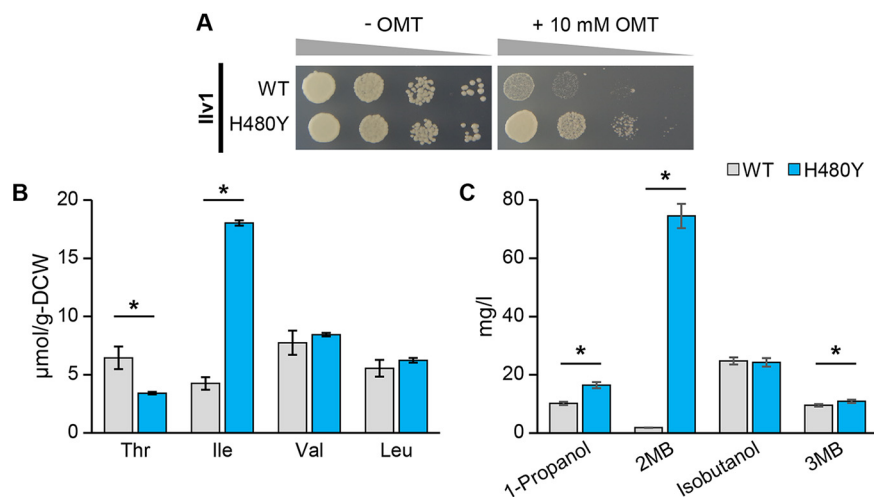 A
- OMT
+ 10 mM OMT
Ilv1
WT
H480Y
WT H480Y
B
*
*
20
15
10
5
0
µmol/g-DCW
Thr Ile Val Leu
C
*
*
*
80
60
40
20
0
mg/l
1-Propanol 2MB Isobutanol 3MB